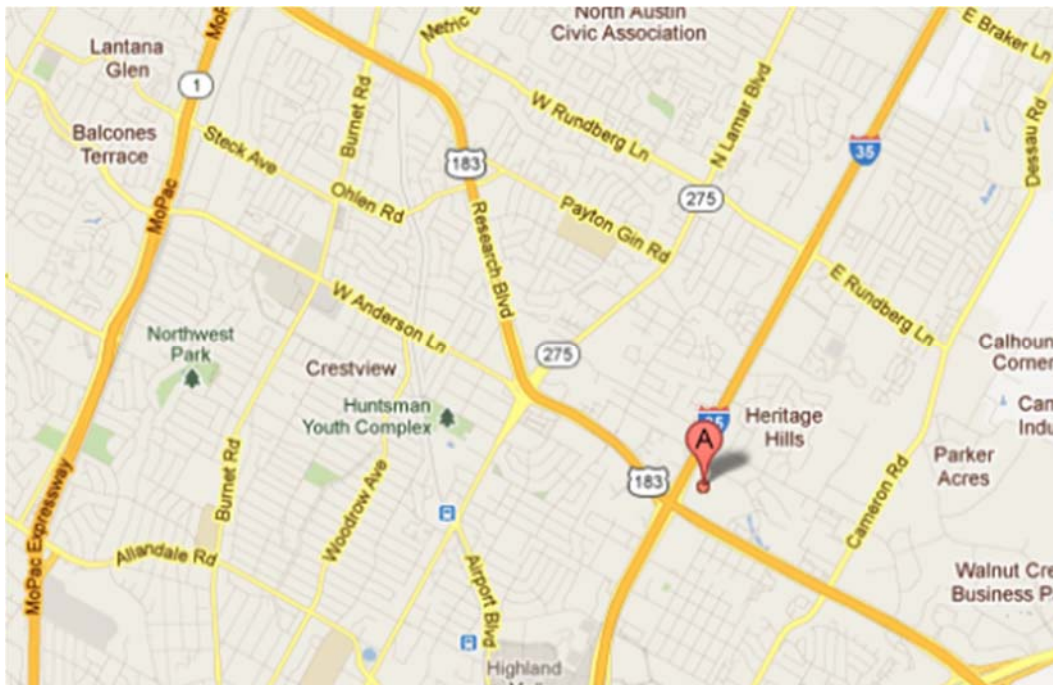 North Austin
Civic Association
E Braker Ln
Lantana
Glen
Metric
1
Burnet Rd
W Rundberg Ln
N Lamar Blvd
Dessau Rd
Balcones
Terrace
Steck Ave
183
35
MoPac
Ohlen Rd
275
Research Blvd
Payton Gin Rd
W Anderson Ln
E Rundberg Ln
Northwest
Park
Crestview
275
Calhoun
Corner
Huntsman
Youth Complex
35
A
Heritage
Hills
Parker
Acres
183
Burnet Rd
Woodrow Ave
Cameron Rd
MoPac Expressway
Allandale Rd
Airport Blvd
Walnut Cre
Business P
Highland